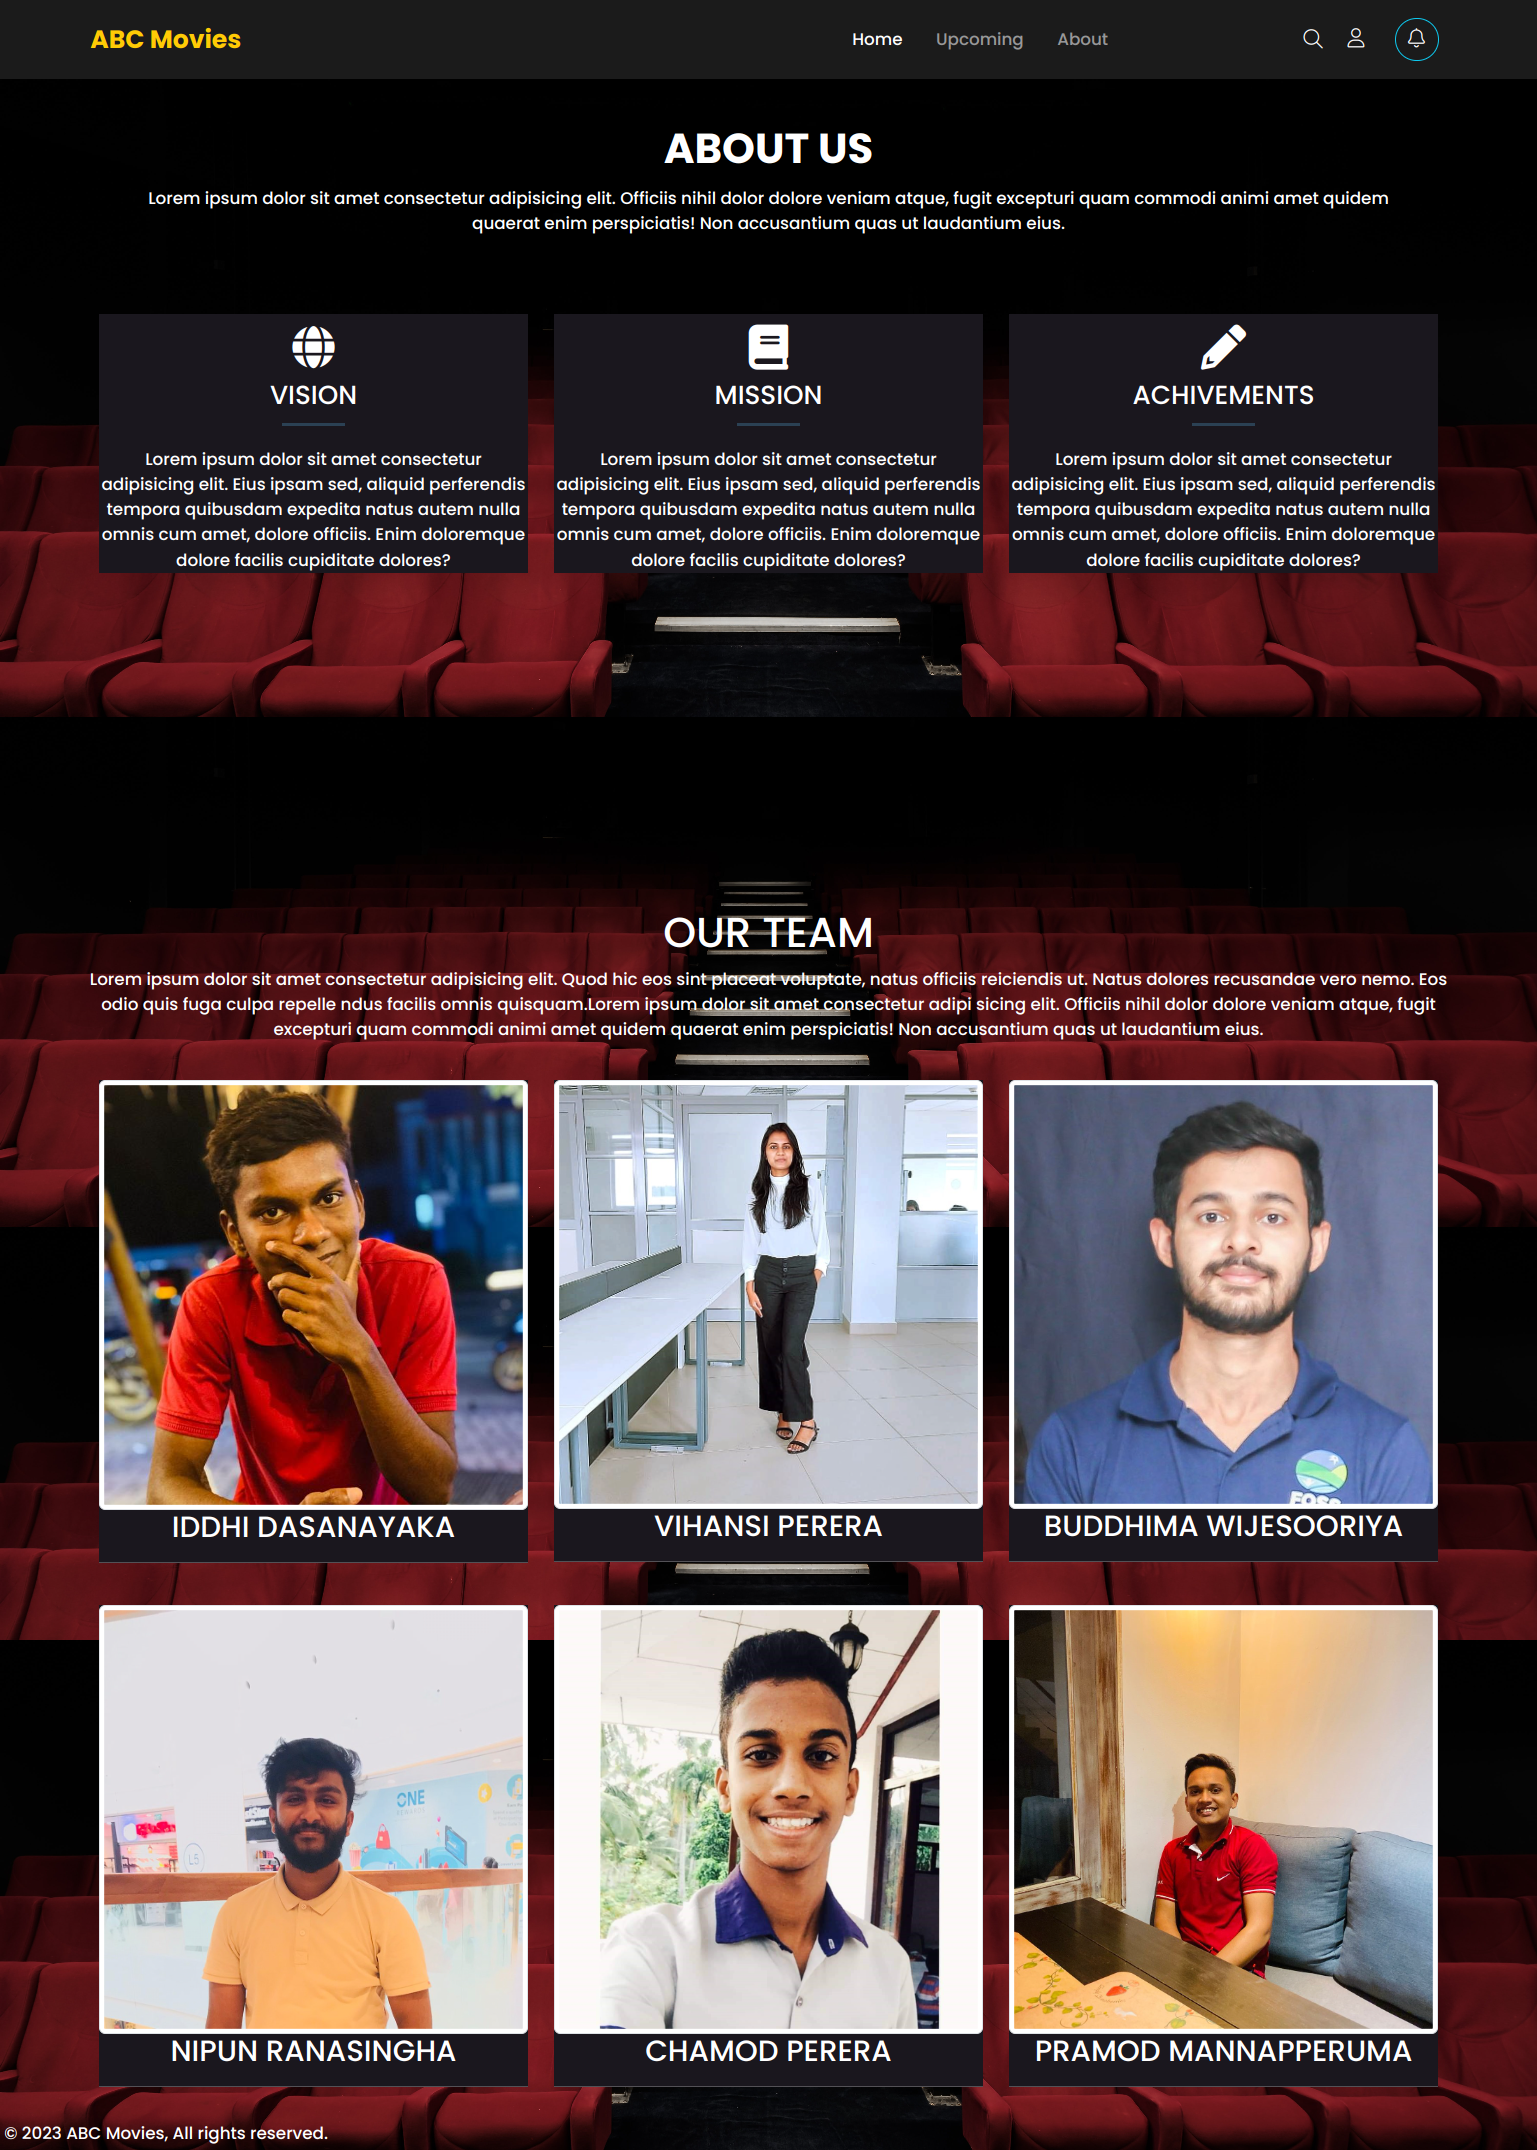 ABC Movies
Home Upcoming About
ABOUT US
Lorem ipsum dolor sit amet consectetur adipisicing elit. Officiis nihil dolor dolore veniam atque, fugit excepturi quam commodi animi amet quidem
quaerat enim perspiciatis! Non accusantium quas ut laudantium eius.
VISION
Lorem ipsum dolor sit amet consectetur
adipisicing elit. Eius ipsam sed, aliquid perferendis
tempora quibusdam expedita natus autem nulla
omnis cum amet, dolore officiis. Enim doloremque
dolore facilis cupiditate dolores?
MISSION
Lorem ipsum dolor sit amet consectetur
adipisicing elit. Eius ipsam sed, aliquid perferendis
tempora quibusdam expedita natus autem nulla
omnis cum amet, dolore officiis. Enim doloremque
dolore facilis cupiditate dolores?
ACHIVEMENTS
Lorem ipsum dolor sit amet consectetur
adipisicing elit. Eius ipsam sed, aliquid perferendis
tempora quibusdam expedita natus autem nulla
omnis cum amet, dolore officiis. Enim doloremque
dolore facilis cupiditate dolores?
OUR TEAM
Lorem ipsum dolor sit amet consectetur adipisicing elit. Quod hic eos sint placeat voluptate, natus officiis reiciendis ut. Natus dolores recusandae vero nemo. Eos
odio quis fuga culpa repelle ndus facilis omnis quisquam.Lorem ipsum dolor sit amet consectetur adipi sicing elit. Officiis nihil dolor dolore veniam atque, fugit
excepturi quam commodi animi amet quidem quaerat enim perspiciatis! Non accusantium quas ut laudantium eius.
IDDHI DASANAYAKA
VIHANSI PERERA
BUDDHIMA WIJESOORIYA
ONE
L5
NIPUN RANASINGHA
CHAMOD PERERA
PRAMOD MANNAPPERUMA
© 2023 ABC Movies, All rights reserved.